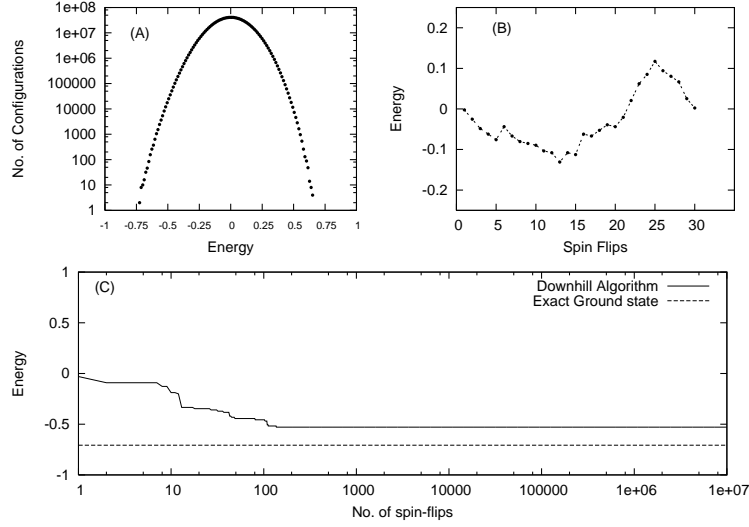 (A)
No. of Configurations
1e+08
1e+07
1e+06
100000
10000
1000
100
10
1
-1 -0.75 -0.5 -0.25 0 0.25 0.5 0.75 1
Energy
(B)
Energy
0.2
0.1
0
-0.1
-0.2
0 5 10 15 20 25 30
Spin Flips
(C)
Downhill Algorithm
Exact Ground state
Energy
1
0.5
0
-0.5
-1
1 10 100 1000 10000 100000 1e+06 1e+07
No. of spin-flips